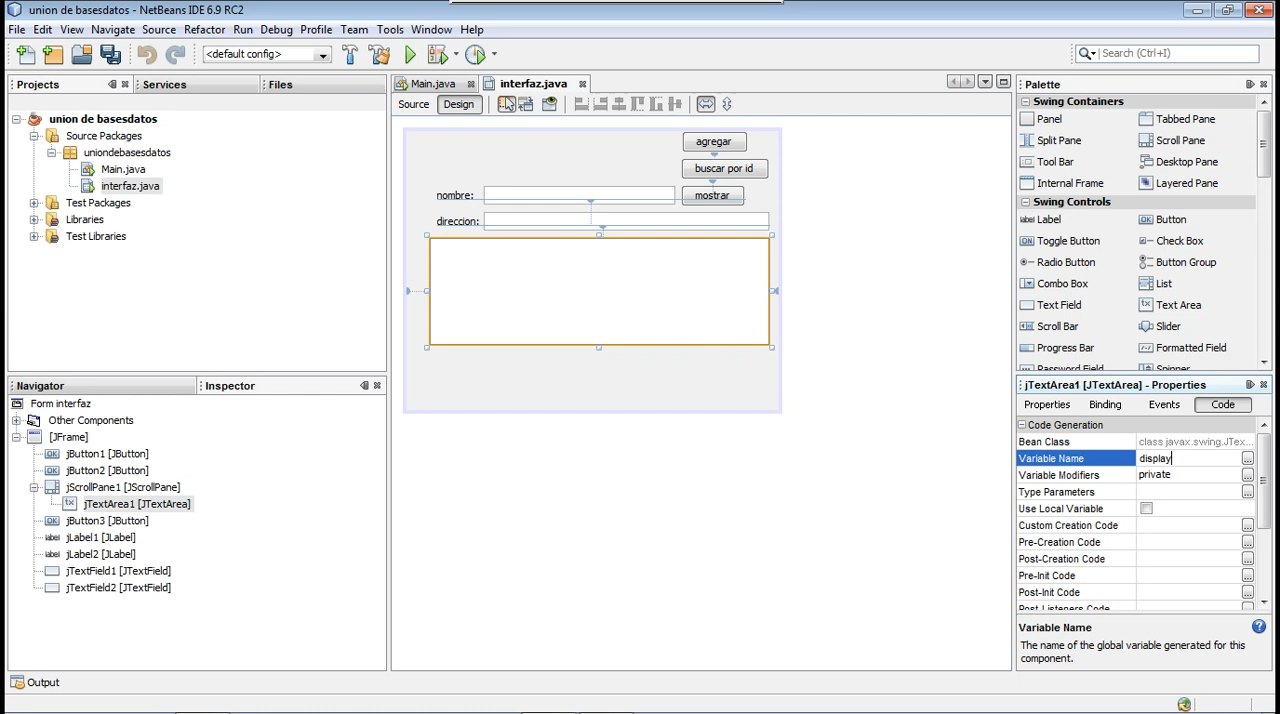 union de basesdatos - NetBeans IDE 6.9 RC2
File Edit View Navigate Source Refactor Run Debug Profile Team Tools Window Help
<default config>
Search (Ctrl+I)
Projects Services Files
union de basesdatos
Source Packages
uniondebasesdatos
Main.java
interfaz.java
Test Packages
Libraries
Test Libraries
Navigator Inspector
Form interfaz
Other Components
[JFrame]
jButton1 [JButton]
jButton2 [JButton]
jScrollPane1 [JScrollPane]
jTextArea1 [JTextArea]
jButton3 [JButton]
jLabel1 [JLabel]
jLabel2 [JLabel]
jTextField1 [JTextField]
jTextField2 [JTextField]
Output
Main.java interfaz.java
Source Design
agregar
buscar por id
nombre: mostrar
direccion:
Palette
Swing Containers
Panel Tabbed Pane
Split Pane Scroll Pane
Tool Bar Desktop Pane
Internal Frame Layered Pane
Swing Controls
Label Button
Toggle Button Check Box
Radio Button Button Group
Combo Box List
Text Field Text Area
Scroll Bar Slider
Progress Bar Formatted Field
Password Field Spinner
jTextArea1 [JTextArea] - Properties
Properties Binding Events Code
Code Generation
Bean Class class javax.swing.JTex...
Variable Name display
Variable Modifiers private
Type Parameters
Use Local Variable
Custom Creation Code
Pre-Creation Code
Post-Creation Code
Pre-Init Code
Post-Init Code
Post-Listeners Code
Variable Name
The name of the global variable generated for this
component.